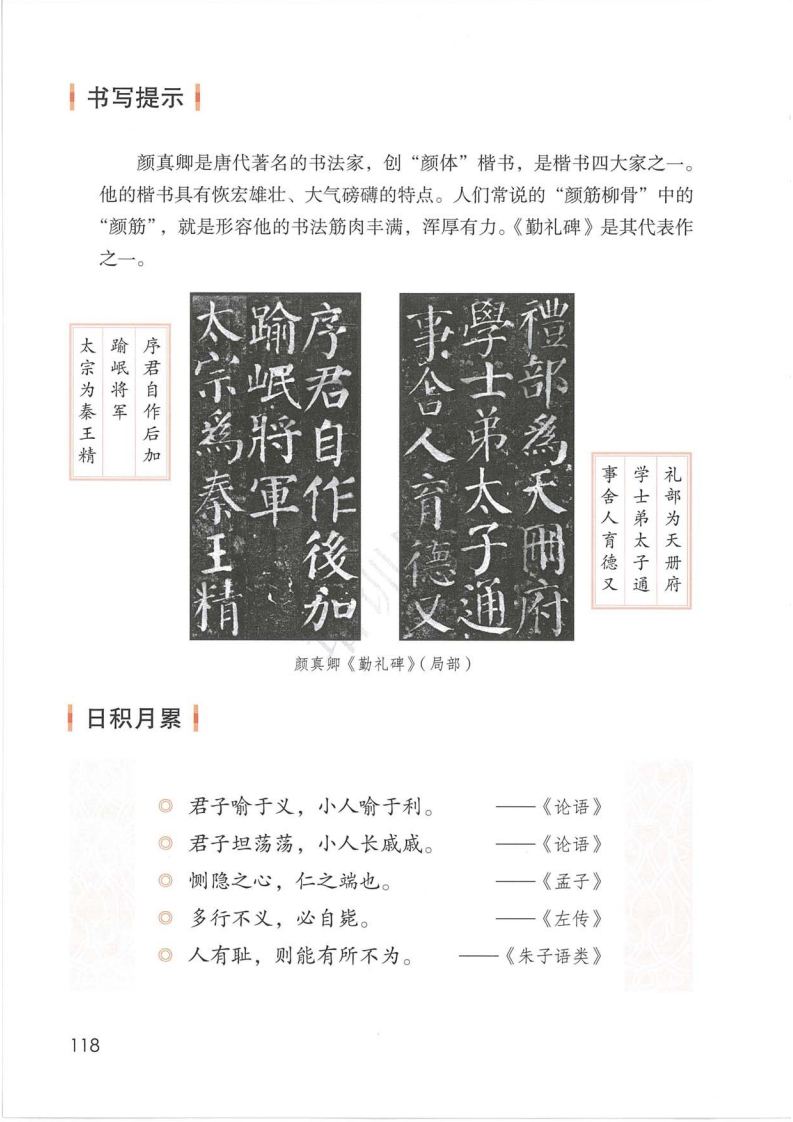 书写提示
颜真卿是唐代著名的书法家，创“颜体”楷书，是楷书四大家之一。
他的楷书具有恢宏雄壮、大气磅礴的特点。人们常说的“颜筋柳骨”中的
“颜筋”，就是形容他的书法筋肉丰满，浑厚有力。《勤礼碑》是其代表作
之一。
序君自作后加
踰岷将军
太宗为秦王精
序君自作後加
踰岷將軍
太宗爲秦王精
禮部爲天冊府
學士弟太子通
事舍人育德又
礼部为天册府
学士弟太子通
事舍人育德又
颜真卿《勤礼碑》（局部）
日积月累
◎ 君子喻于义，小人喻于利。 ——《论语》
◎ 君子坦荡荡，小人长戚戚。 ——《论语》
◎ 恻隐之心，仁之端也。 ——《孟子》
◎ 多行不义，必自毙。 ——《左传》
◎ 人有耻，则能有所不为。 ——《朱子语类》
118